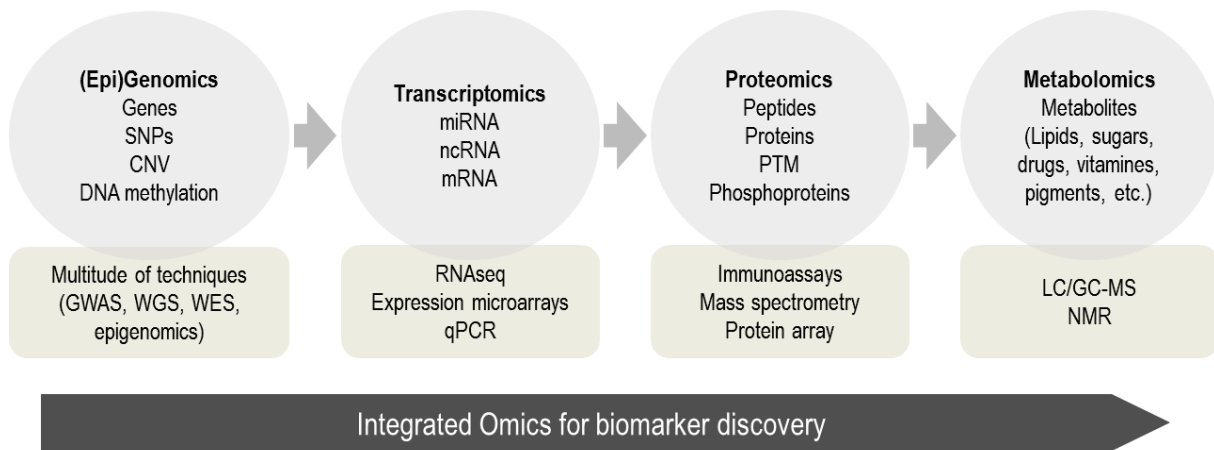 (Epi)Genomics
Genes
SNPs
CNV
DNA methylation
Multitude of techniques
(GWAS, WGS, WES,
epigenomics)
Transcriptomics
miRNA
ncRNA
mRNA
RNAseq
Expression microarrays
qPCR
Proteomics
Peptides
Proteins
PTM
Phosphoproteins
Immunoassays
Mass spectrometry
Protein array
Metabolomics
Metabolites
(Lipids, sugars,
drugs, vitamines,
pigments, etc.)
LC/GC-MS
NMR
Integrated Omics for biomarker discovery